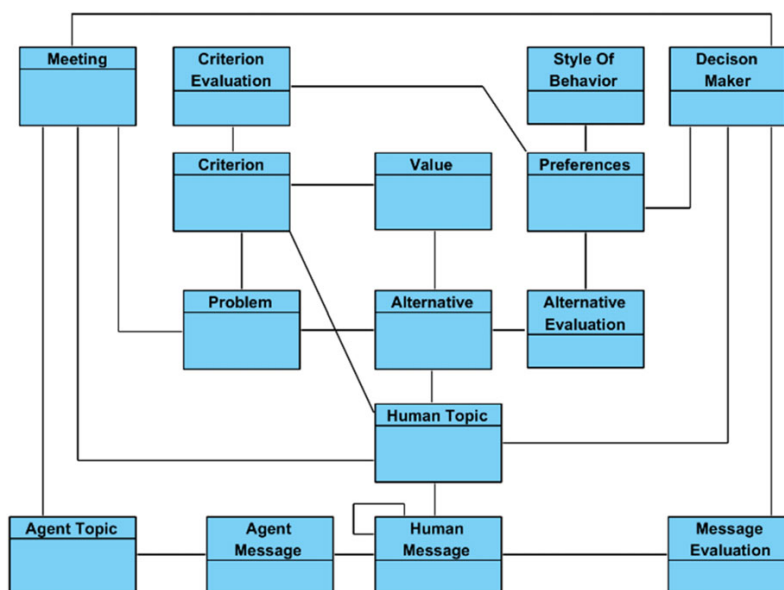 Meeting
Criterion
Evaluation
Style Of
Behavior
Decison
Maker
Criterion
Value
Preferences
Problem
Alternative
Alternative
Evaluation
Human Topic
Agent Topic
Agent
Message
Human
Message
Message
Evaluation